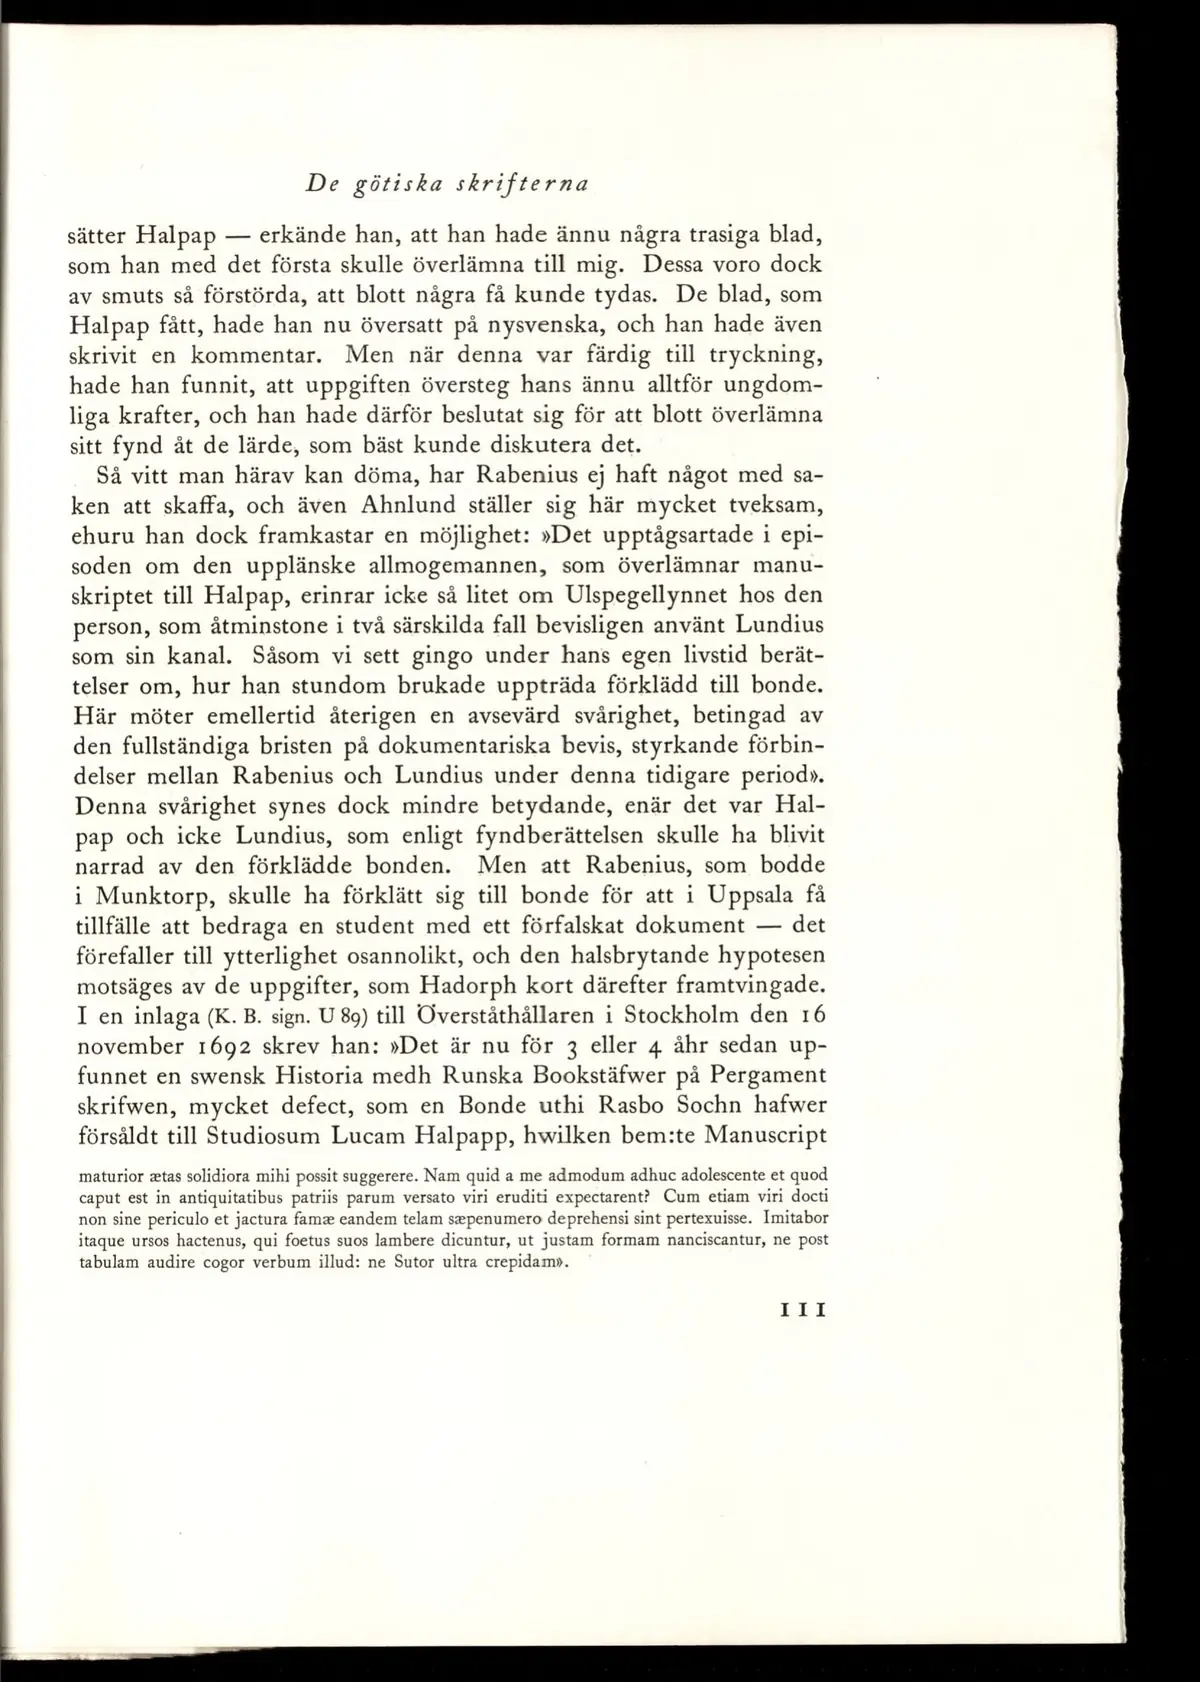 De götiska skrifterna
sätter Halpap — erkände han, att han hade ännu några trasiga blad,
som han med det första skulle överlämna till mig. Dessa voro dock
av smuts så förstörda, att blott några få kunde tydas. De blad, som
Halpap fått, hade han nu översatt på nysvenska, och han hade även
skrivit en kommentar. Men när denna var färdig till tryckning,
hade han funnit, att uppgiften översteg hans ännu alltför ungdom-
liga krafter, och han hade därför beslutat sig för att blott överlämna
sitt fynd åt de lärde, som bäst kunde diskutera det.
Så vitt man härav kan döma, har Rabenius ej haft något med sa-
ken att skaffa, och även Ahnlund ställer sig här mycket tveksam,
ehuru han dock framkastar en möjlighet: »Det upptågsartade i epi-
soden om den upplänske allmogemannen, som överlämnar manu-
skriptet till Halpap, erinrar icke så litet om Ulspegellynnet hos den
person, som åtminstone i två särskilda fall bevisligen använt Lundius
som sin kanal. Såsom vi sett gingo under hans egen livstid berät-
telser om, hur han stundom brukade uppträda förklädd till bonde.
Här möter emellertid återigen en avsevärd svårighet, betingad av
den fullständiga bristen på dokumentariska bevis, styrkande förbin-
delser mellan Rabenius och Lundius under denna tidigare period».
Denna svårighet synes dock mindre betydande, enär det var Hal-
pap och icke Lundius, som enligt fyndberättelsen skulle ha blivit
narrad av den förklädde bonden. Men att Rabenius, som bodde
i Munktorp, skulle ha förklätt sig till bonde för att i Uppsala få
tillfälle att bedraga en student med ett förfalskat dokument — det
förefaller till ytterlighet osannolikt, och den halsbrytande hypotesen
motsäges av de uppgifter, som Hadorph kort därefter framtvingade.
I en inlaga (K. B. sign. U 89) till Överståthållaren i Stockholm den 16
november 1692 skrev han: »Det är nu för 3 eller 4 åhr sedan up-
funnet en swensk Historia medh Runska Bookstäfwer på Pergament
skrifwen, mycket defect, som en Bonde uthi Rasbo Sochn hafwer
försåldt till Studiosum Lucam Halpapp, hwilken bem:te Manuscript
maturior ætas solidiora mihi possit suggerere. Nam quid a me admodum adhuc adolescente et quod
caput est in antiquitatibus patriis parum versato viri eruditi expectarent? Cum etiam viri docti
non sine periculo et jactura famæ eandem telam sæpenumero deprehensi sint pertexuisse. Imitabor
itaque ursos hactenus, qui foetus suos lambere dicuntur, ut justam formam nanciscantur, ne post
tabulam audire cogor verbum illud: ne Sutor ultra crepidam».
111